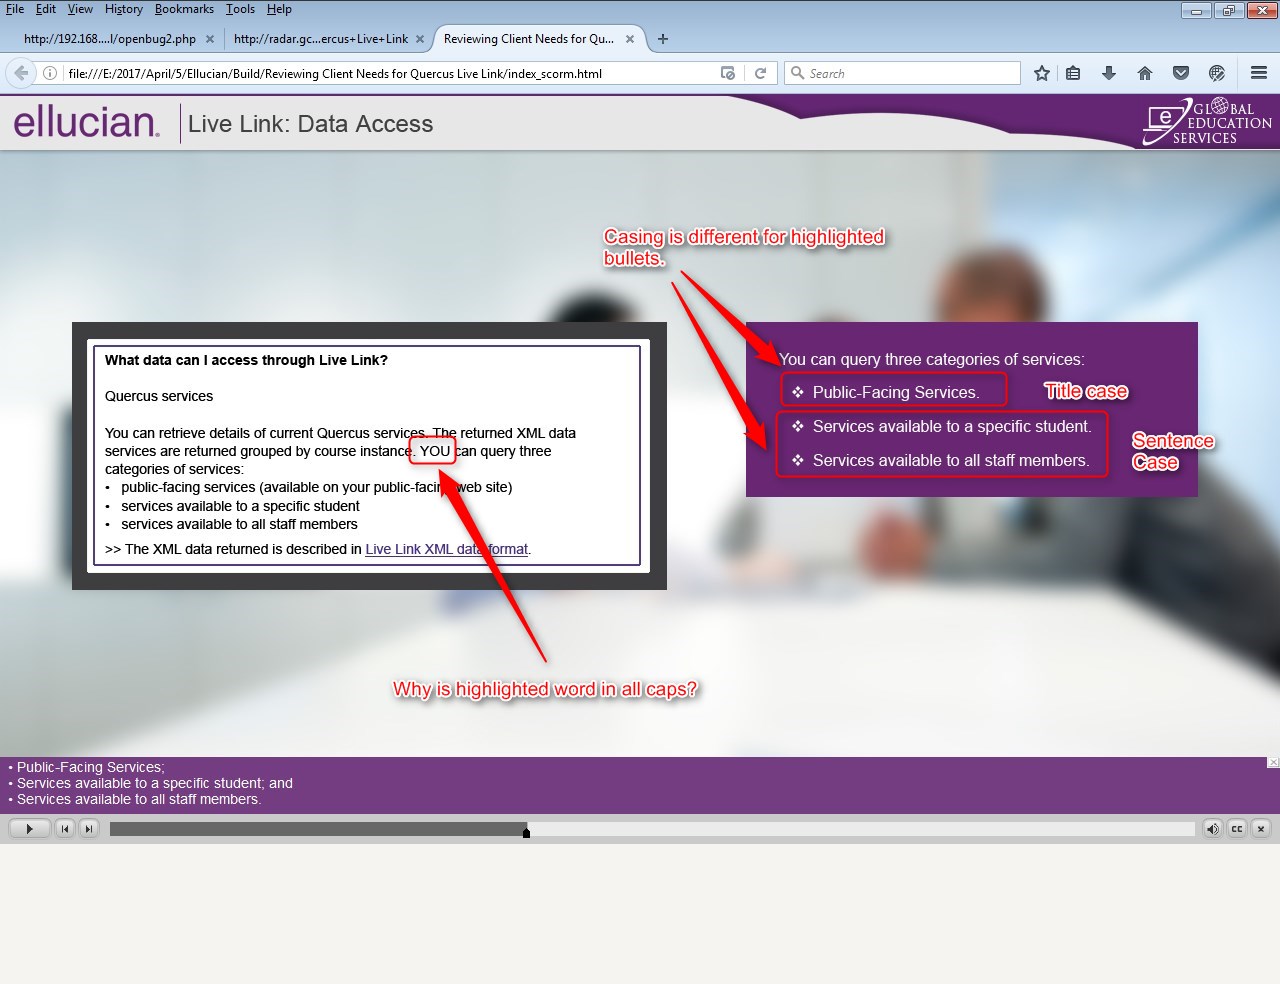 File Edit View History Bookmarks Tools Help
http://192.168....l/openbug2.php
http://radar.gc...ercus+Live+Link
Reviewing Client Needs for Qu...
file:///E:/2017/April/5/Ellucian/Build/Reviewing Client Needs for Quercus Live Link/index_scorm.html
Search
ellucian.
Live Link: Data Access
e
GLOBAL
EDUCATION
SERVICES
Casing is different for highlighted
bullets.
What data can I access through Live Link?
Quercus services
You can retrieve details of current Quercus services. The returned XML data
services are returned grouped by course instance. YOU can query three
categories of services:
• public-facing services (available on your public-facing web site)
• services available to a specific student
• services available to all staff members
>> The XML data returned is described in Live Link XML data format.
You can query three categories of services:
❖ Public-Facing Services.
Title case
❖ Services available to a specific student.
❖ Services available to all staff members.
Sentence
Case
Why is highlighted word in all caps?
• Public-Facing Services;
• Services available to a specific student; and
• Services available to all staff members.
CC